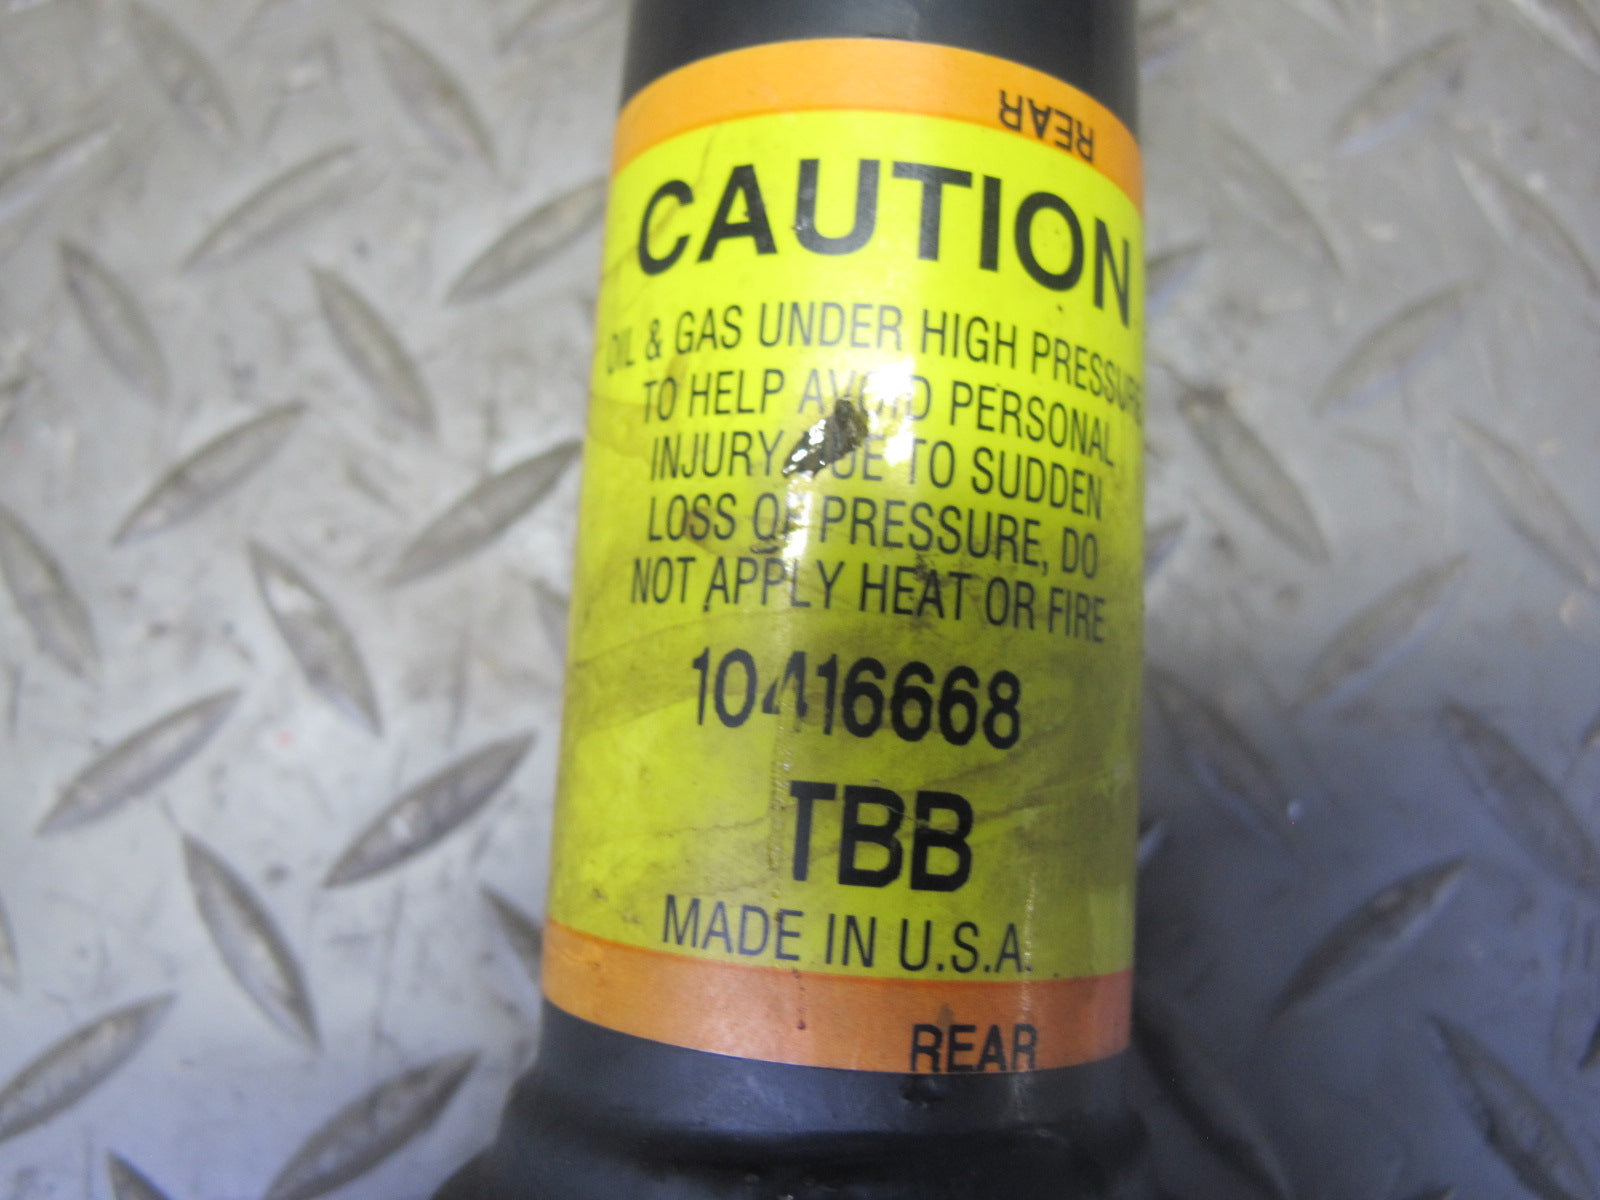 REAR
CAUTION
OIL & GAS UNDER HIGH PRESSURE
TO HELP AVOID PERSONAL
INJURY DUE TO SUDDEN
LOSS OF PRESSURE, DO
NOT APPLY HEAT OR FIRE
10416668
TBB
MADE IN U.S.A.
REAR